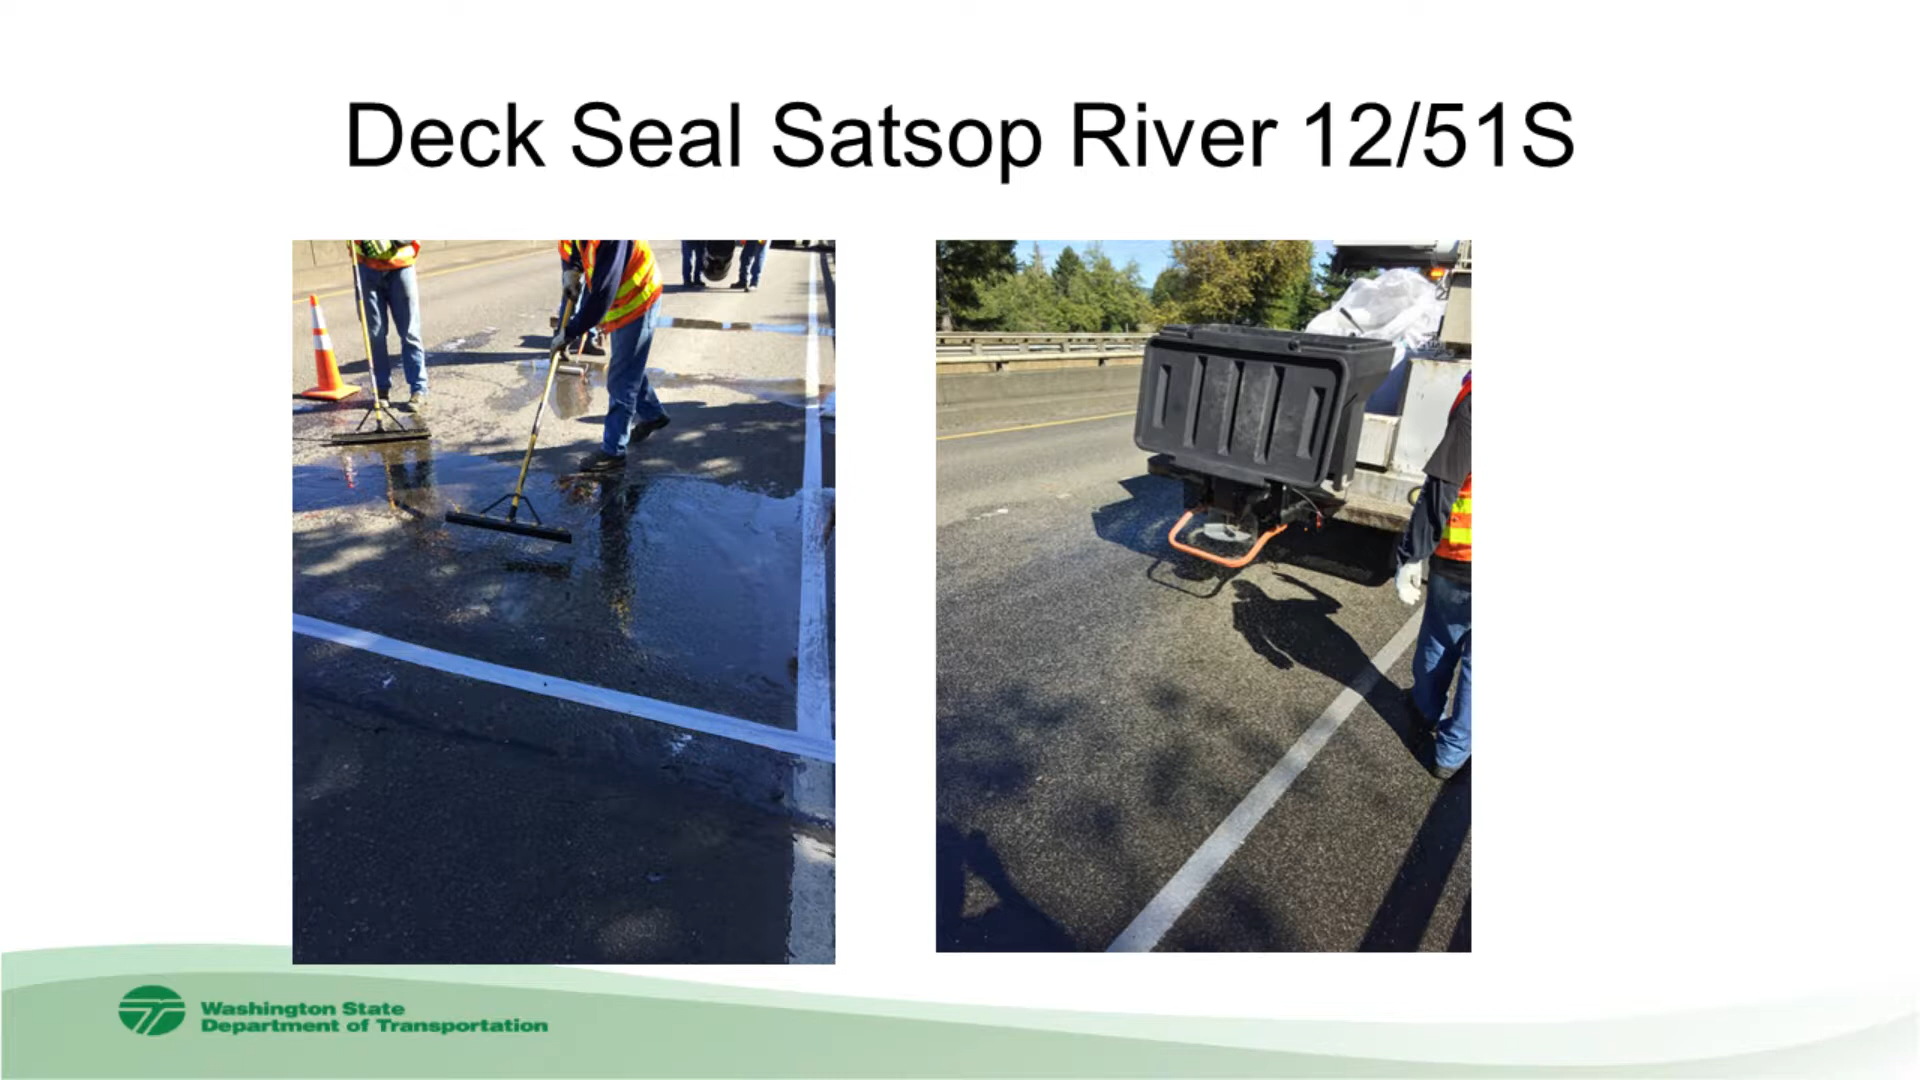 Deck Seal Satsop River 12/51S
Washington State
Department of Transportation